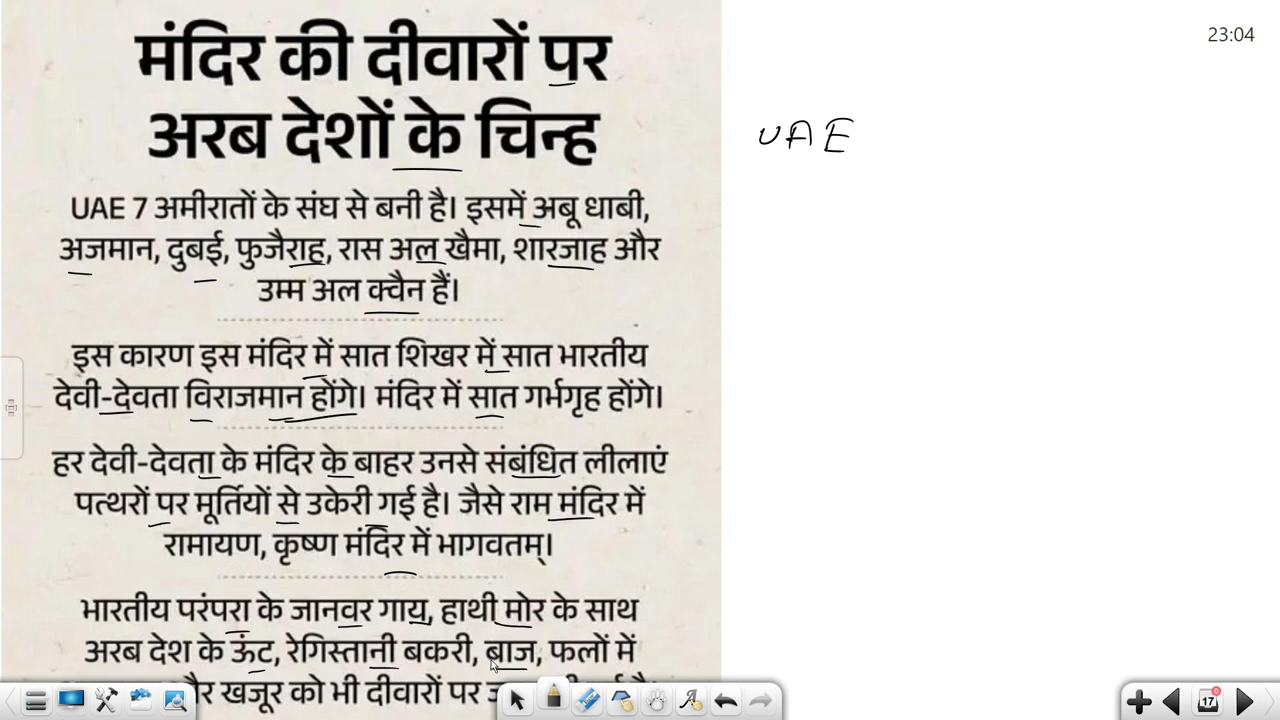 मंदिर की दीवारों पर
अरब देशों के चिन्ह
UAE 7 अमीरातों के संघ से बनी है। इसमें अबू धाबी,
अजमान, दुबई, फुजैराह, रास अल खैमा, शारजाह और
उम्म अल क्वैन हैं।
इस कारण इस मंदिर में सात शिखर में सात भारतीय
देवी-देवता विराजमान होंगे। मंदिर में सात गर्भगृह होंगे।
हर देवी-देवता के मंदिर के बाहर उनसे संबंधित लीलाएं
पत्थरों पर मूर्तियों से उकेरी गई है। जैसे राम मंदिर में
रामायण, कृष्ण मंदिर में भागवतम्।
भारतीय परंपरा के जानवर गाय, हाथी मोर के साथ
अरब देश के ऊंट, रेगिस्तानी बकरी, बाज, फलों में
खजूर को भी दीवारों पर
23:04
UAE
17